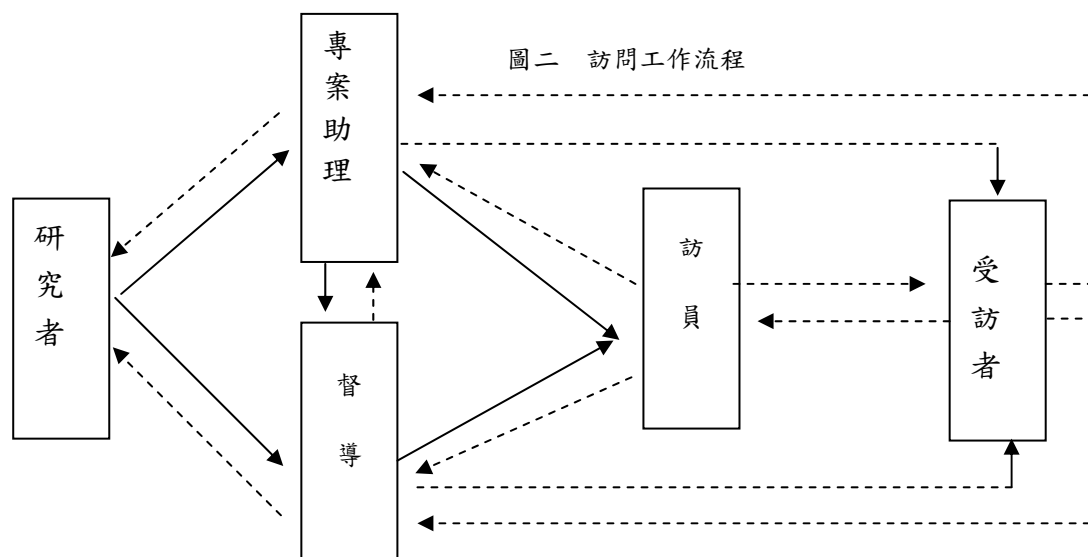 圖二 訪問工作流程
專案助理
研究者
督導
訪員
受訪者